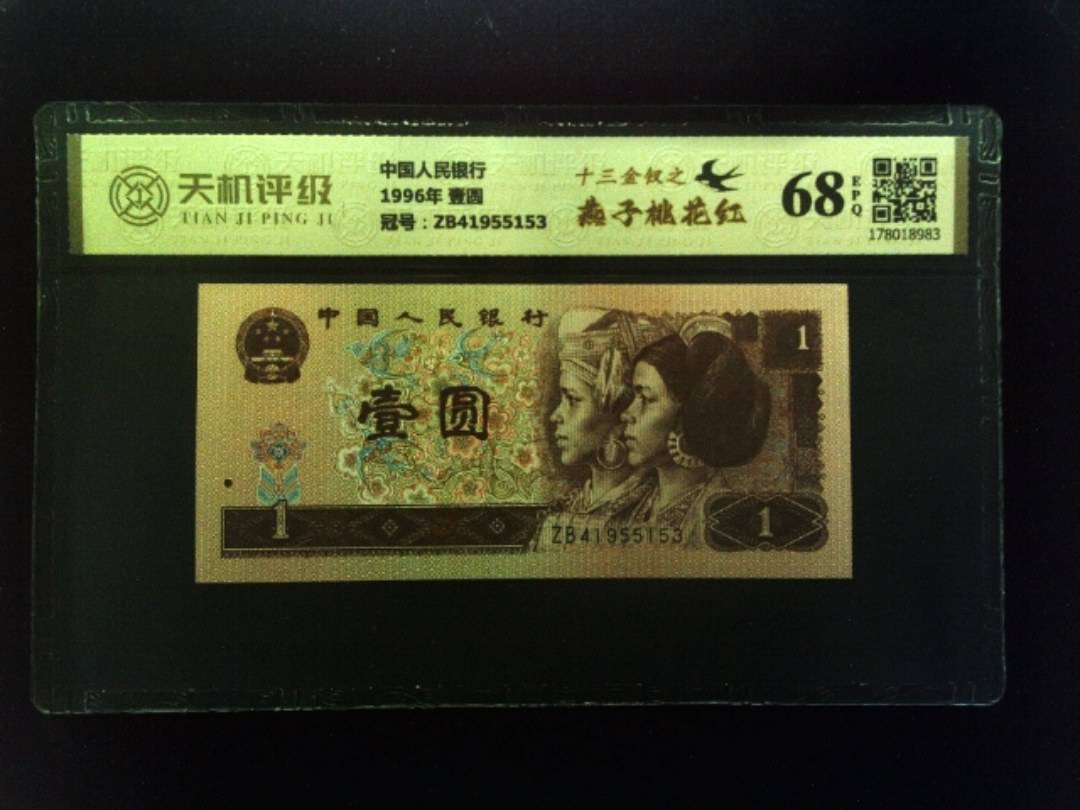 天机评级
TIAN JI PING JI
中国人民银行
1996年 壹圆
冠号：ZB41955153
十三金钗之
燕子桃花红
68
EPQ
178018983
中国人民银行
壹圆
1
1
ZB41955153
1